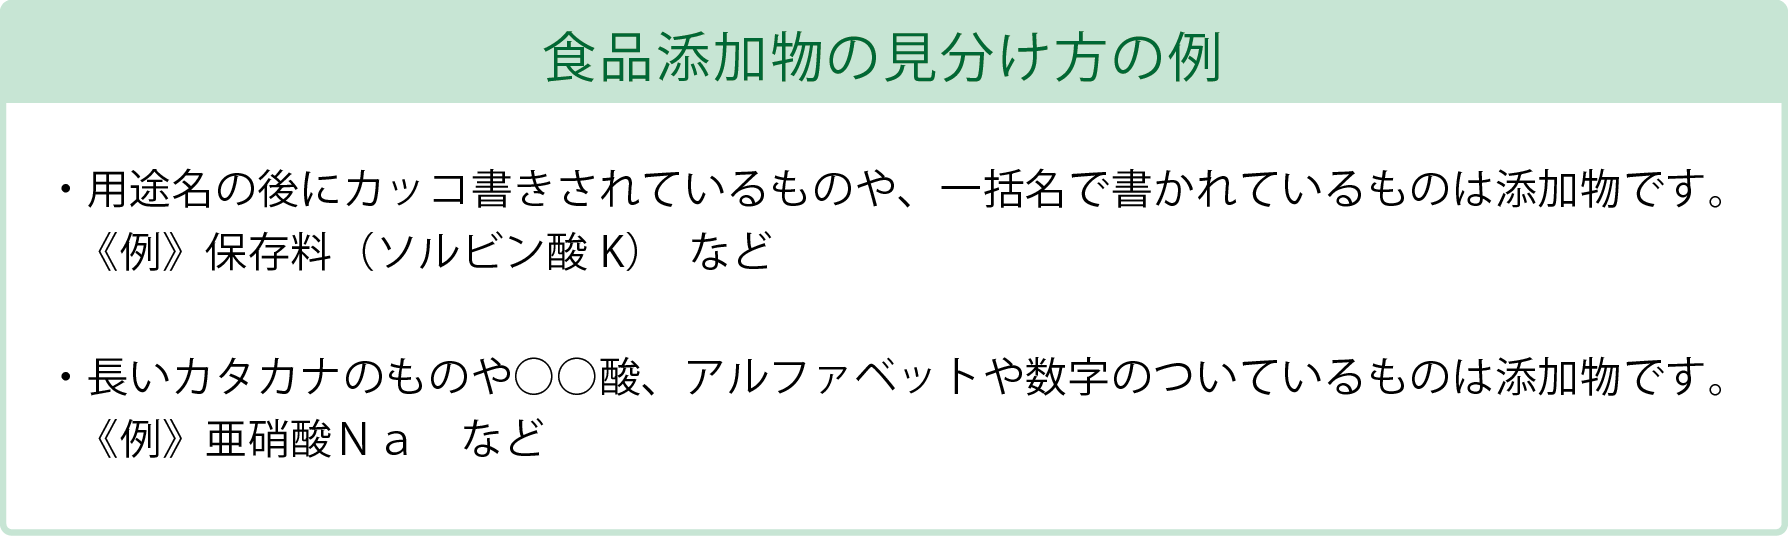 食品添加物の見分け方の例
・用途名の後にカッコ書きされているものや、一括名で書かれているものは添加物です。
《例》保存料（ソルビン酸 K）　など
・長いカタカナのものや○○酸、アルファベットや数字のついているものは添加物です。
《例》亜硝酸Ｎａ　など